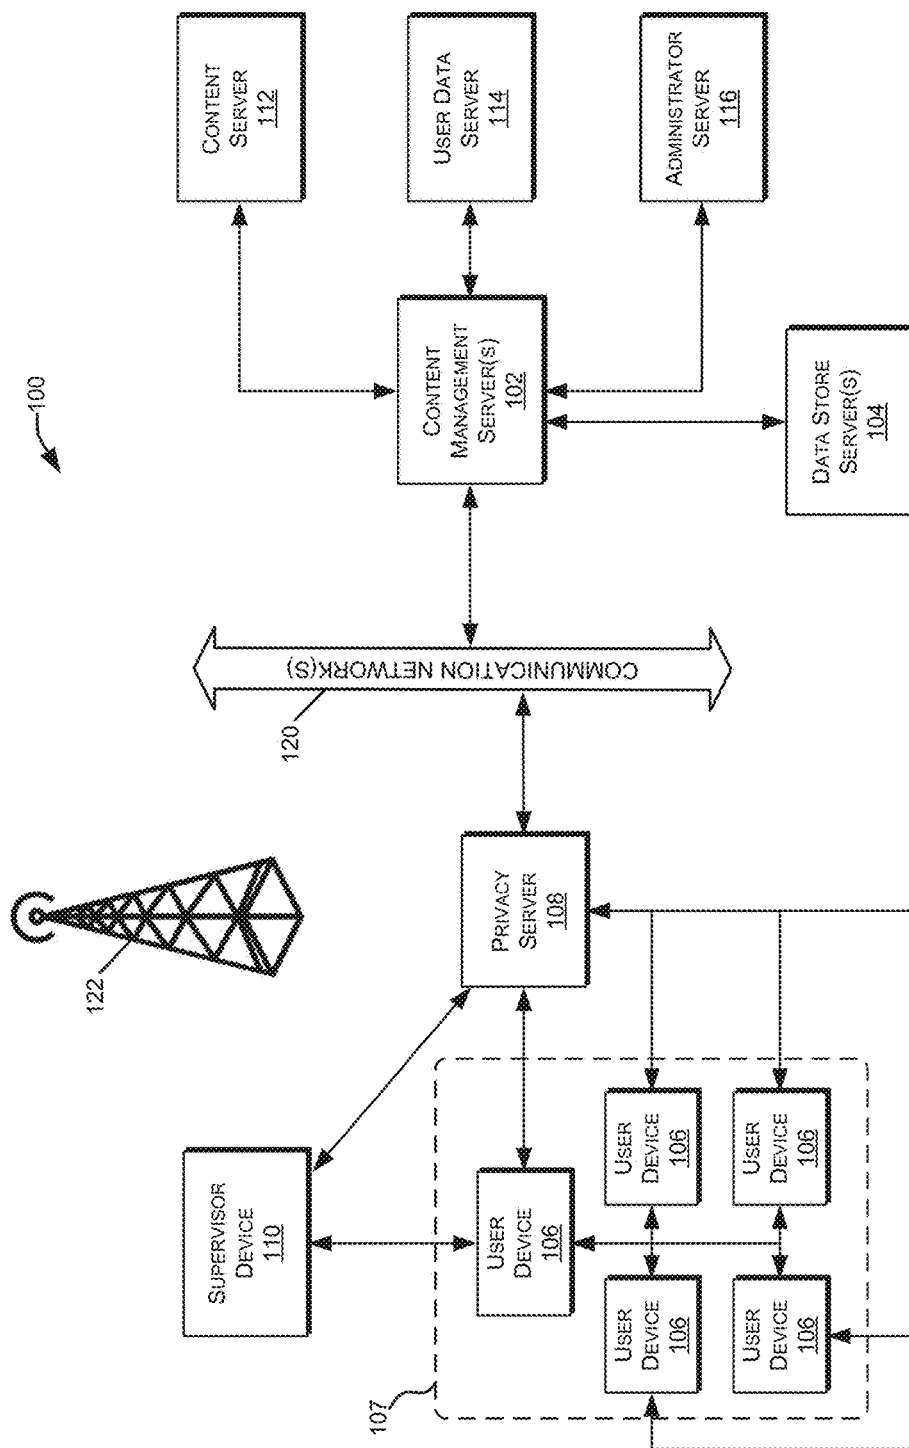 100
122
SUPERVISOR
DEVICE
110
107
USER
DEVICE
106
USER
DEVICE
106
USER
DEVICE
106
USER
DEVICE
106
USER
DEVICE
106
PRIVACY
SERVER
108
120
COMMUNICATION NETWORK(S)
CONTENT
MANAGEMENT
SERVER(S)
102
CONTENT
SERVER
112
USER DATA
SERVER
114
ADMINISTRATOR
SERVER
116
DATA STORE
SERVER(S)
104